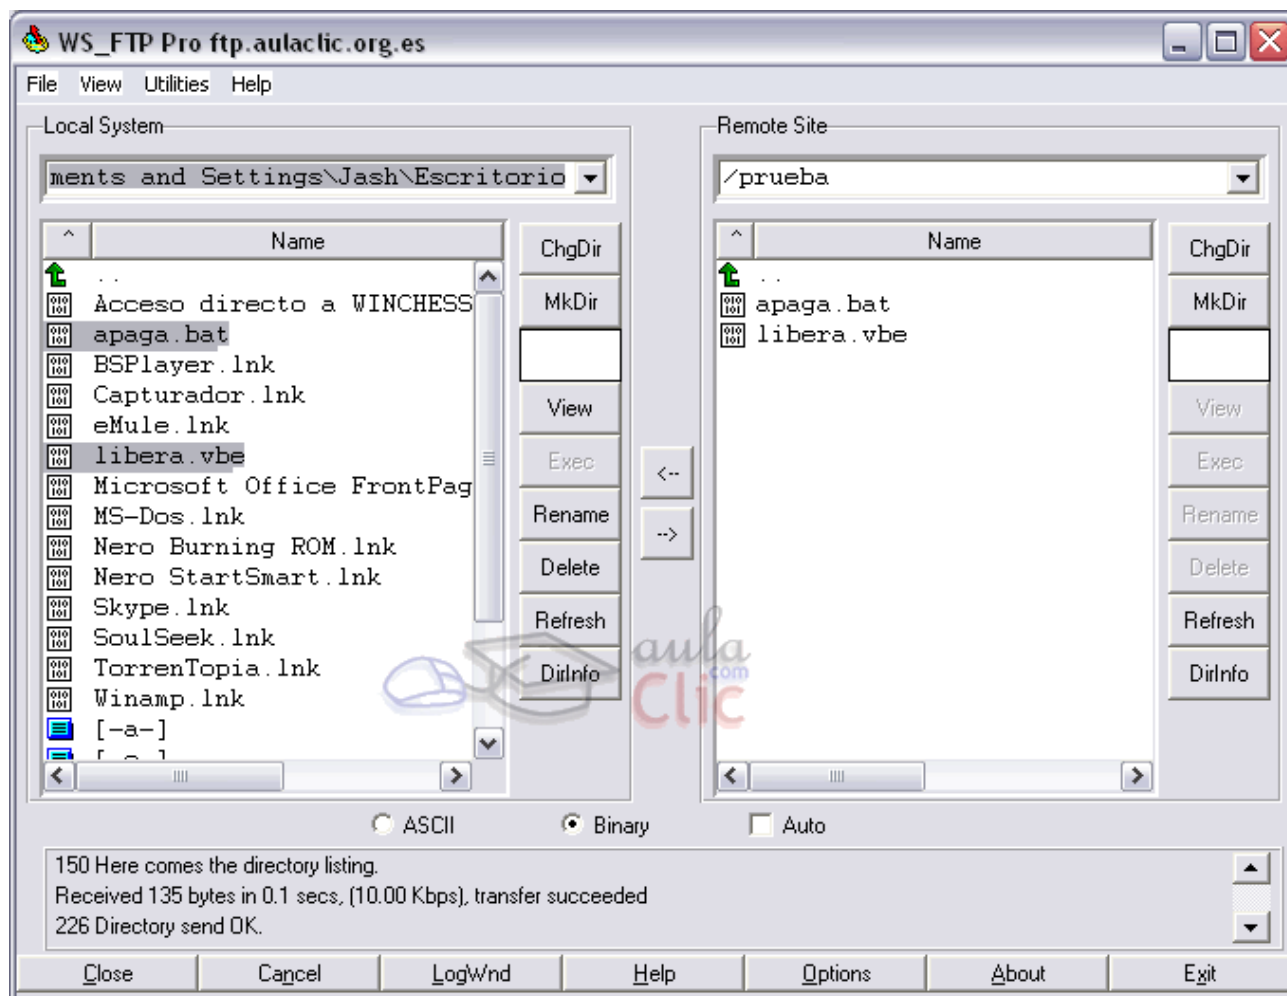 WS_FTP Pro ftp.aulaclic.org.es
File View Utilities Help
Local System
ments and Settings\Jash\Escritorio
^ Name
..
Acceso directo a WINCHESS
apaga.bat
BSPlayer.lnk
Capturador.lnk
eMule.lnk
libera.vbe
Microsoft Office FrontPag
MS-Dos.lnk
Nero Burning ROM.lnk
Nero StartSmart.lnk
Skype.lnk
SoulSeek.lnk
TorrenTopia.lnk
Winamp.lnk
[-a-]
ChgDir
MkDir
View
Exec
Rename
Delete
Refresh
DirInfo
<--
-->
Remote Site
/prueba
^ Name
..
apaga.bat
libera.vbe
ChgDir
MkDir
View
Exec
Rename
Delete
Refresh
DirInfo
aula
.com
Clic
ASCII Binary Auto
150 Here comes the directory listing.
Received 135 bytes in 0.1 secs, (10.00 Kbps), transfer succeeded
226 Directory send OK.
Close Cancel LogWnd Help Options About Exit